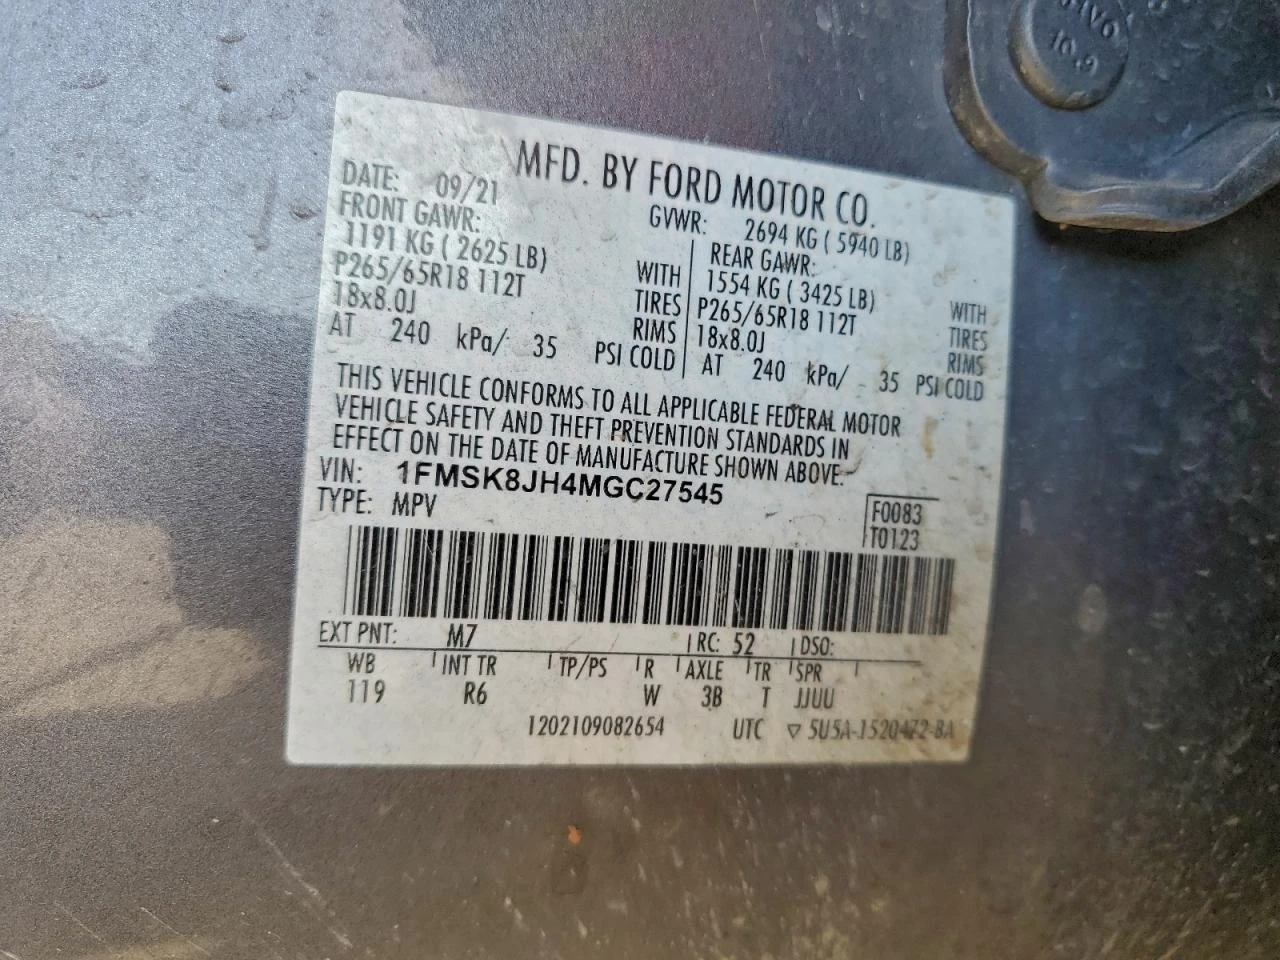 IVO
10.9
MFD. BY FORD MOTOR CO.
DATE: 09/21 GVWR: 2694 KG ( 5940 LB)
FRONT GAWR: REAR GAWR:
1191 KG ( 2625 LB) WITH 1554 KG ( 3425 LB) WITH
P265/65R18 112T TIRES P265/65R18 112T TIRES
18x8.0J RIMS 18x8.0J RIMS
AT 240 kPa/ 35 PSI COLD AT 240 kPa/ 35 PSI COLD
THIS VEHICLE CONFORMS TO ALL APPLICABLE FEDERAL MOTOR
VEHICLE SAFETY AND THEFT PREVENTION STANDARDS IN
EFFECT ON THE DATE OF MANUFACTURE SHOWN ABOVE.
VIN: 1FMSK8JH4MGC27545
TYPE: MPV
F0083
T0123
EXT PNT: M7 RC: 52 DSO:
WB INT TR TP/PS R AXLE TR SPR
119 R6 W 3B T JJUU
1202109082654 UTC ▽ 5U5A-1520472-BA